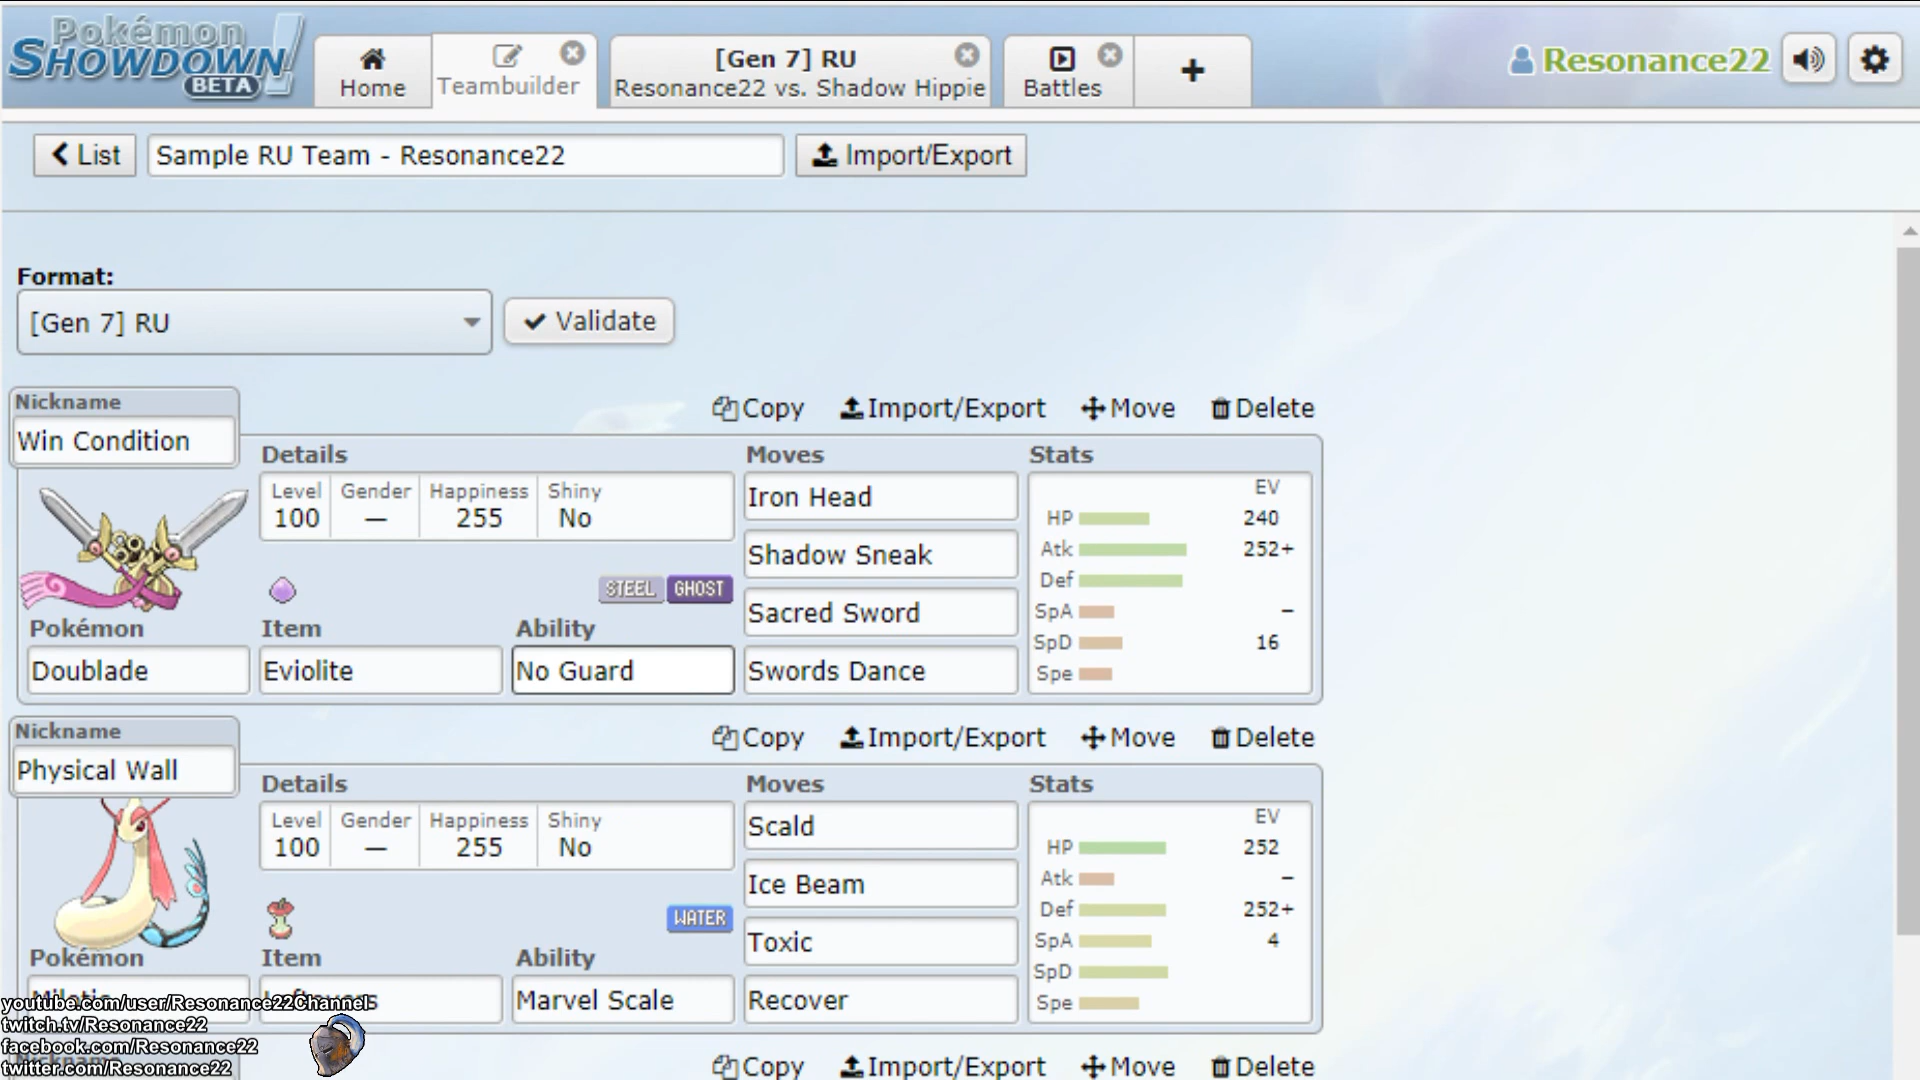 Pokémon
SHOWDOWN!
BETA
Home
Teambuilder
[Gen 7] RU
Resonance22 vs. Shadow Hippie
Battles
+
Resonance22
List
Sample RU Team - Resonance22
Import/Export
Format:
[Gen 7] RU
Validate
Nickname
Win Condition
Copy Import/Export Move Delete
Details
Level Gender Happiness Shiny
100 — 255 No
STEEL GHOST
Pokémon Item Ability
Doublade Eviolite No Guard
Moves
Iron Head
Shadow Sneak
Sacred Sword
Swords Dance
Stats
EV
HP 240
Atk 252+
Def
SpA –
SpD 16
Spe
Nickname
Physical Wall
Copy Import/Export Move Delete
Details
Level Gender Happiness Shiny
100 — 255 No
WATER
Pokémon Item Ability
Marvel Scale
Moves
Scald
Ice Beam
Toxic
Recover
Stats
EV
HP 252
Atk –
Def 252+
SpA 4
SpD
Spe
youtube.com/user/Resonance22Channel
twitch.tv/Resonance22
facebook.com/Resonance22
twitter.com/Resonance22
Nickname
Copy Import/Export Move Delete